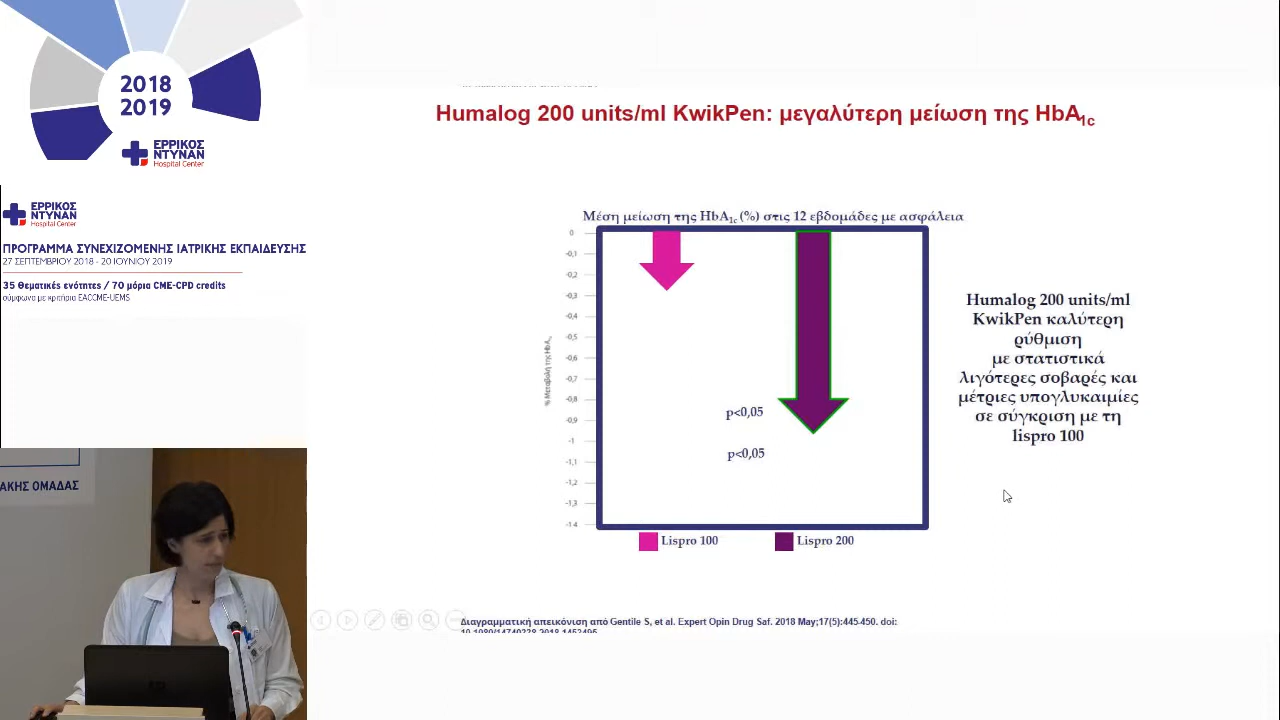 2018
2019
ΕΡΡΙΚΟΣ
ΝΤΥΝΑΝ
Hospital Center
ΕΡΡΙΚΟΣ
ΝΤΥΝΑΝ
Hospital Center
ΠΡΟΓΡΑΜΜΑ ΣΥΝΕΧΙΖΟΜΕΝΗΣ ΙΑΤΡΙΚΗΣ ΕΚΠΑΙΔΕΥΣΗΣ
27 ΣΕΠΤΕΜΒΡΙΟΥ 2018 - 20 ΙΟΥΝΙΟΥ 2019
35 Θεματικές ενότητες / 70 μόρια CME-CPD credits
σύμφωνα με κριτήρια EACCME-UEMS
ΑΚΗΣ ΟΜΑΔΑΣ
Humalog 200 units/ml KwikPen: μεγαλύτερη μείωση της HbA1c
Μέση μείωση της HbA1c (%) στις 12 εβδομάδες με ασφάλεια
% Μεταβολή της HbA1c
0
-0,1
-0,2
-0,3
-0,4
-0,5
-0,6
-0,7
-0,8
-0,9
-1
-1,1
-1,2
-1,3
-1 4
p<0,05
p<0,05
Lispro 100
Lispro 200
Humalog 200 units/ml
KwikPen καλύτερη
ρύθμιση
με στατιστικά
λιγότερες σοβαρές και
μέτριες υπογλυκαιμίες
σε σύγκριση με τη
lispro 100
Διαγραμματική απεικόνιση από Gentile S, et al. Expert Opin Drug Saf. 2018 May;17(5):445-450. doi: